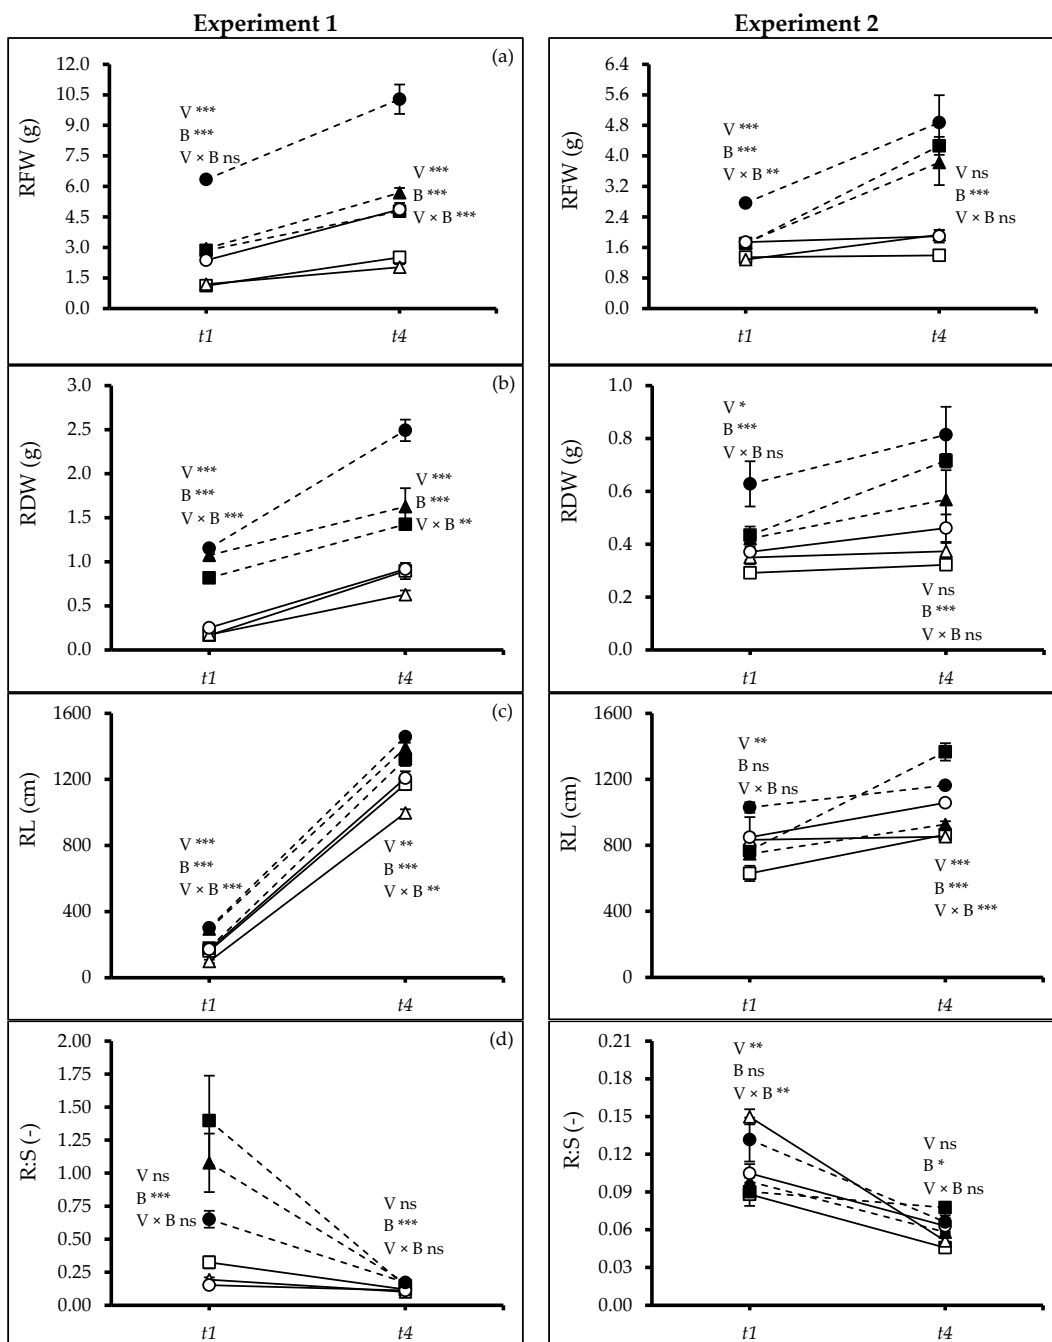 Experiment 1
Experiment 2
(a)
RFW (g)
12.0
10.5
9.0
7.5
6.0
4.5
3.0
1.5
0.0
V ***
B ***
V × B ns
V ***
B ***
V × B ***
t1
t4
RFW (g)
6.4
5.6
4.8
4.0
3.2
2.4
1.6
0.8
0.0
V ***
B ***
V × B **
V ns
B ***
V × B ns
t1
t4
(b)
RDW (g)
3.0
2.5
2.0
1.5
1.0
0.5
0.0
V ***
B ***
V × B ***
V ***
B ***
V × B **
t1
t4
RDW (g)
1.0
0.8
0.6
0.4
0.2
0.0
V *
B ***
V × B ns
V ns
B ***
V × B ns
t1
t4
(c)
RL (cm)
1600
1200
800
400
0
V ***
B ***
V × B ***
V **
B ***
V × B **
t1
t4
RL (cm)
1600
1200
800
400
0
V **
B ns
V × B ns
V ***
B ***
V × B ***
t1
t4
(d)
R:S (-)
2.00
1.75
1.50
1.25
1.00
0.75
0.50
0.25
0.00
V ns
B ***
V × B ns
V ns
B ***
V × B ns
t1
t4
R:S (-)
0.21
0.18
0.15
0.12
0.09
0.06
0.03
0.00
V **
B ns
V × B **
V ns
B *
V × B ns
t1
t4